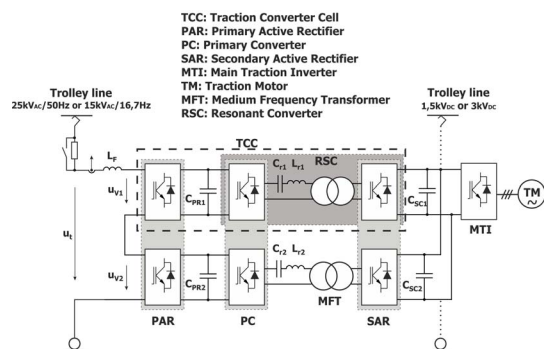 TCC: Traction Converter Cell
PAR: Primary Active Rectifier
PC: Primary Converter
SAR: Secondary Active Rectifier
MTI: Main Traction Inverter
TM: Traction Motor
MFT: Medium Frequency Transformer
RSC: Resonant Converter
Trolley line
25kVAC/50Hz or 15kVAC/16,7Hz
Trolley line
1,5kVDC or 3kVDC
TCC
LF
Cr1 Lr1 RSC
uV1
CPR1
CSC1
MTI
TM
~
ut
uV2
CPR2
Cr2 Lr2
MFT
CSC2
PAR
PC
SAR